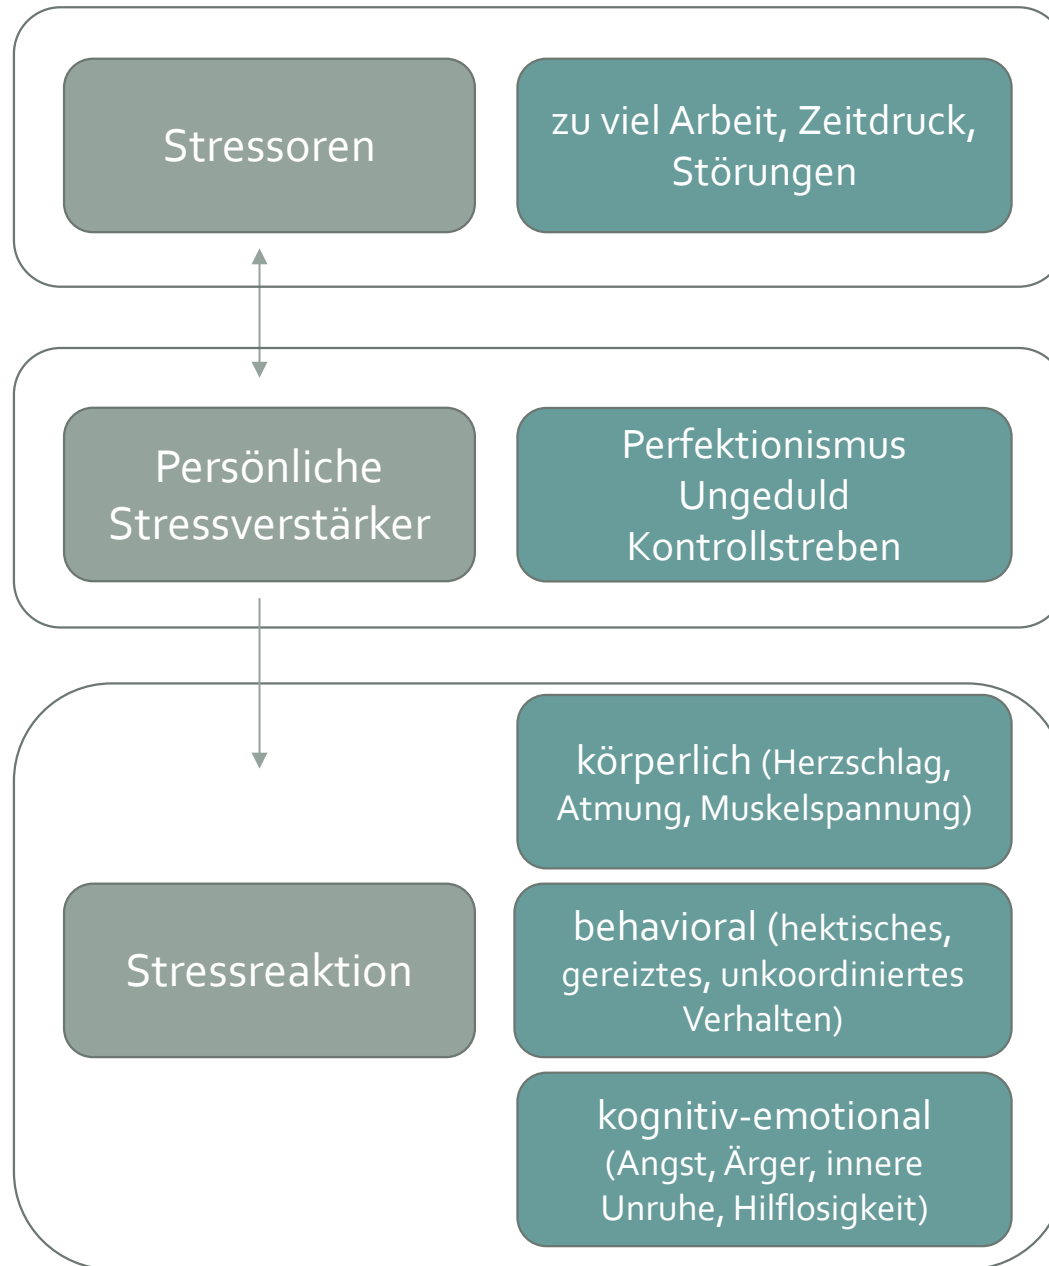 Stressoren
zu viel Arbeit, Zeitdruck,
Störungen
Persönliche
Stressverstärker
Perfektionismus
Ungeduld
Kontrollstreben
Stressreaktion
körperlich (Herzschlag,
Atmung, Muskelspannung)
behavioral (hektisches,
gereiztes, unkoordiniertes
Verhalten)
kognitiv-emotional
(Angst, Ärger, innere
Unruhe, Hilflosigkeit)